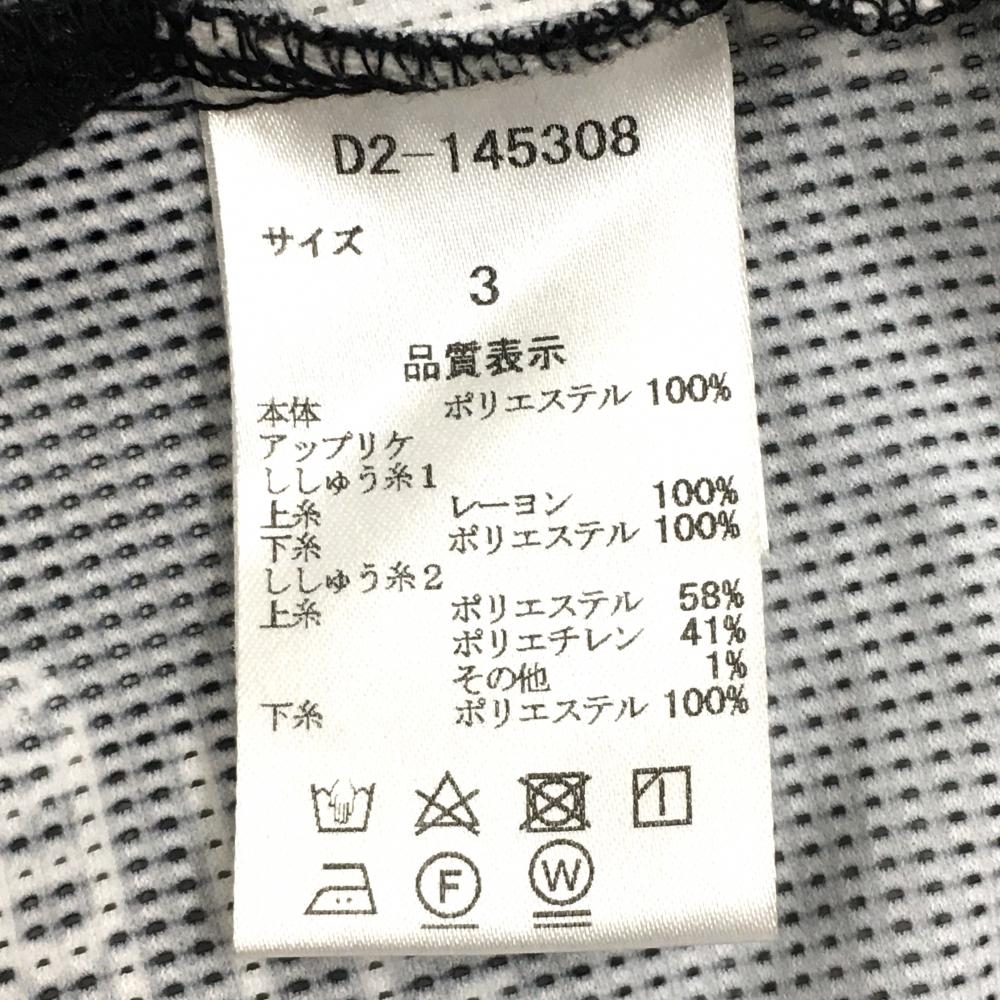 D2-145308
サイズ
3
品質表示
本体 ポリエステル 100%
アップリケ
ししゅう糸1
上糸 レーヨン 100%
下糸 ポリエステル 100%
ししゅう糸2
上糸 ポリエステル 58%
ポリエチレン 41%
その他 1%
下糸 ポリエステル 100%
F W